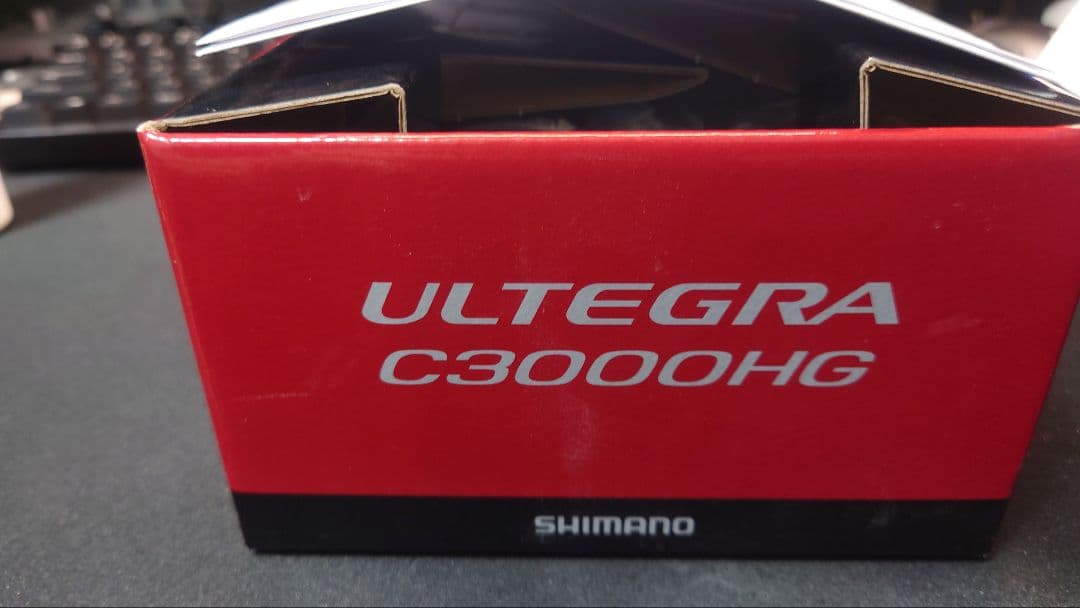 ULTEGRA
C3000HG
SHIMANO